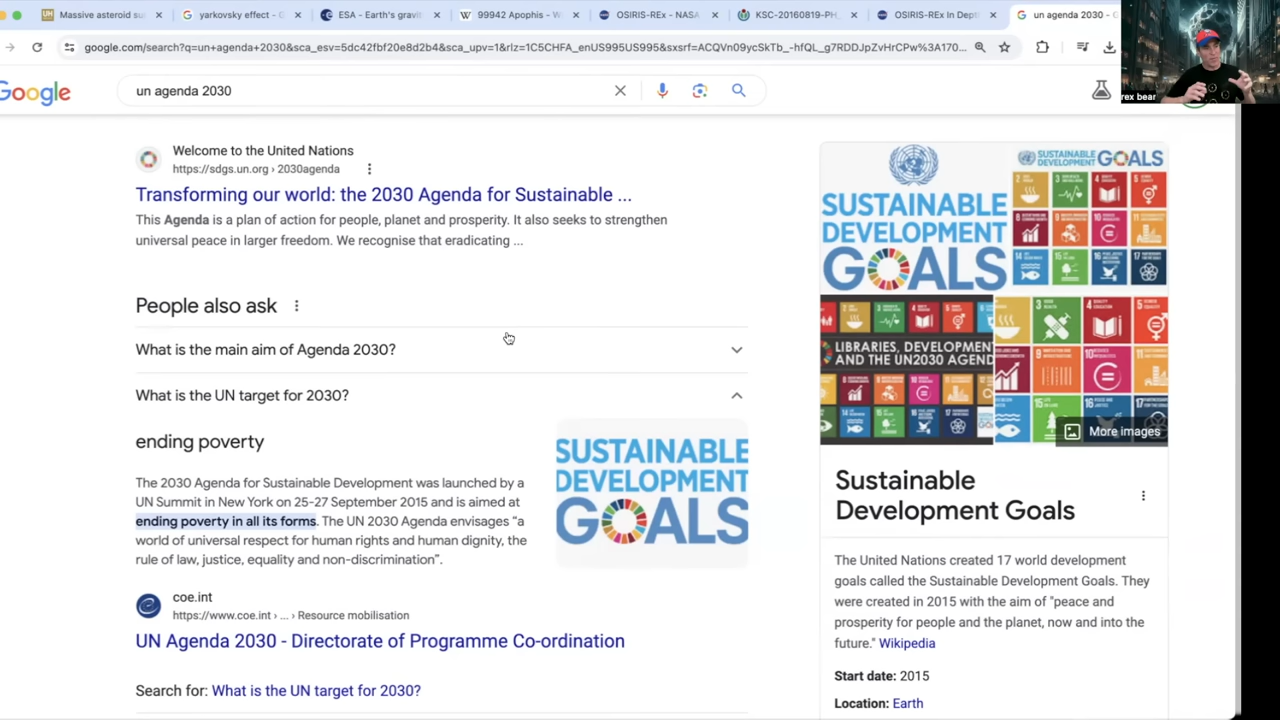 Massive asteroid su
yarkovsky effect - G
ESA - Earth's gravi
99942 Apophis - W
OSIRIS-REx - NASA
KSC-20160819-PH_
OSIRIS-REx In Dept
un agenda 2030 - G
google.com/search?q=un+agenda+2030&sca_esv=5dc42fbf20e8d2b4&sca_upv=1&rlz=1C5CHFA_enUS995US995&sxsrf=ACQVn09ycSkTb_-hfQL_g7RDDJpZvHrCPw%3A170...
Google
un agenda 2030
rex bear
Welcome to the United Nations
https://sdgs.un.org › 2030agenda
Transforming our world: the 2030 Agenda for Sustainable ...
This Agenda is a plan of action for people, planet and prosperity. It also seeks to strengthen
universal peace in larger freedom. We recognise that eradicating ...
People also ask
What is the main aim of Agenda 2030?
What is the UN target for 2030?
ending poverty
The 2030 Agenda for Sustainable Development was launched by a
UN Summit in New York on 25-27 September 2015 and is aimed at
ending poverty in all its forms. The UN 2030 Agenda envisages "a
world of universal respect for human rights and human dignity, the
rule of law, justice, equality and non-discrimination".
SUSTAINABLE
DEVELOPMENT
GOALS
coe.int
https://www.coe.int › ... › Resource mobilisation
UN Agenda 2030 - Directorate of Programme Co-ordination
Search for: What is the UN target for 2030?
SUSTAINABLE
DEVELOPMENT
GOALS
SUSTAINABLE
DEVELOPMENT
GOALS
LIBRARIES, DEVELOPMENT
AND THE UN2030 AGENDA
More images
Sustainable
Development Goals
The United Nations created 17 world development
goals called the Sustainable Development Goals. They
were created in 2015 with the aim of "peace and
prosperity for people and the planet, now and into the
future." Wikipedia
Start date: 2015
Location: Earth